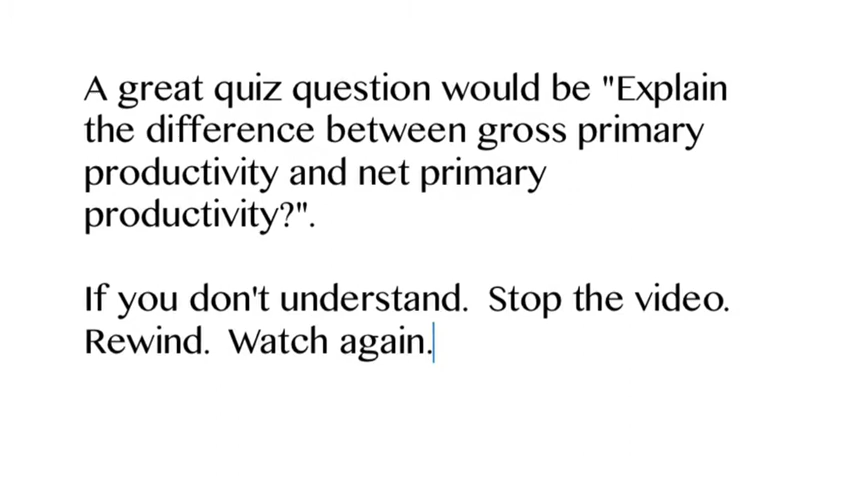 A great quiz question would be "Explain
the difference between gross primary
productivity and net primary
productivity?".
If you don't understand.  Stop the video.
Rewind.  Watch again.